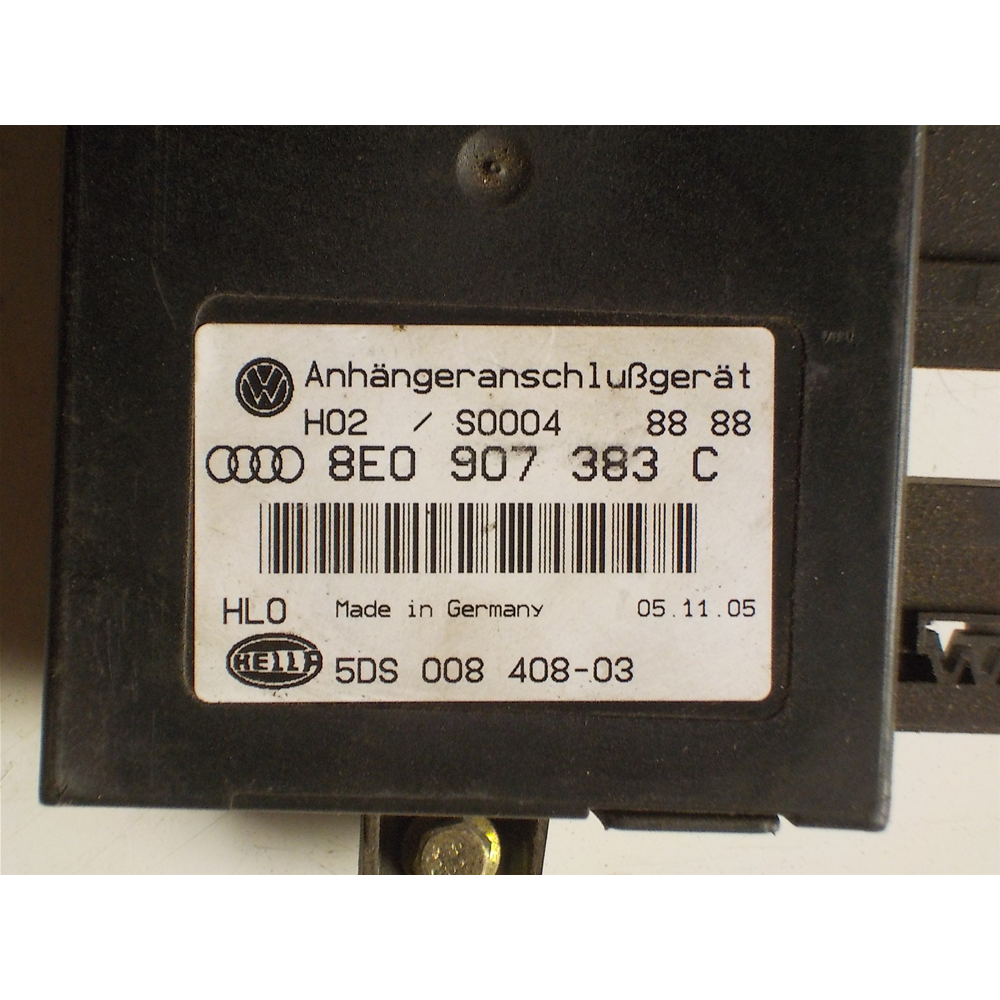 Anhängeranschlußgerät
H02 / S0004 88 88
8E0 907 383 C
HLO Made in Germany 05.11.05
HELLA 5DS 008 408-03